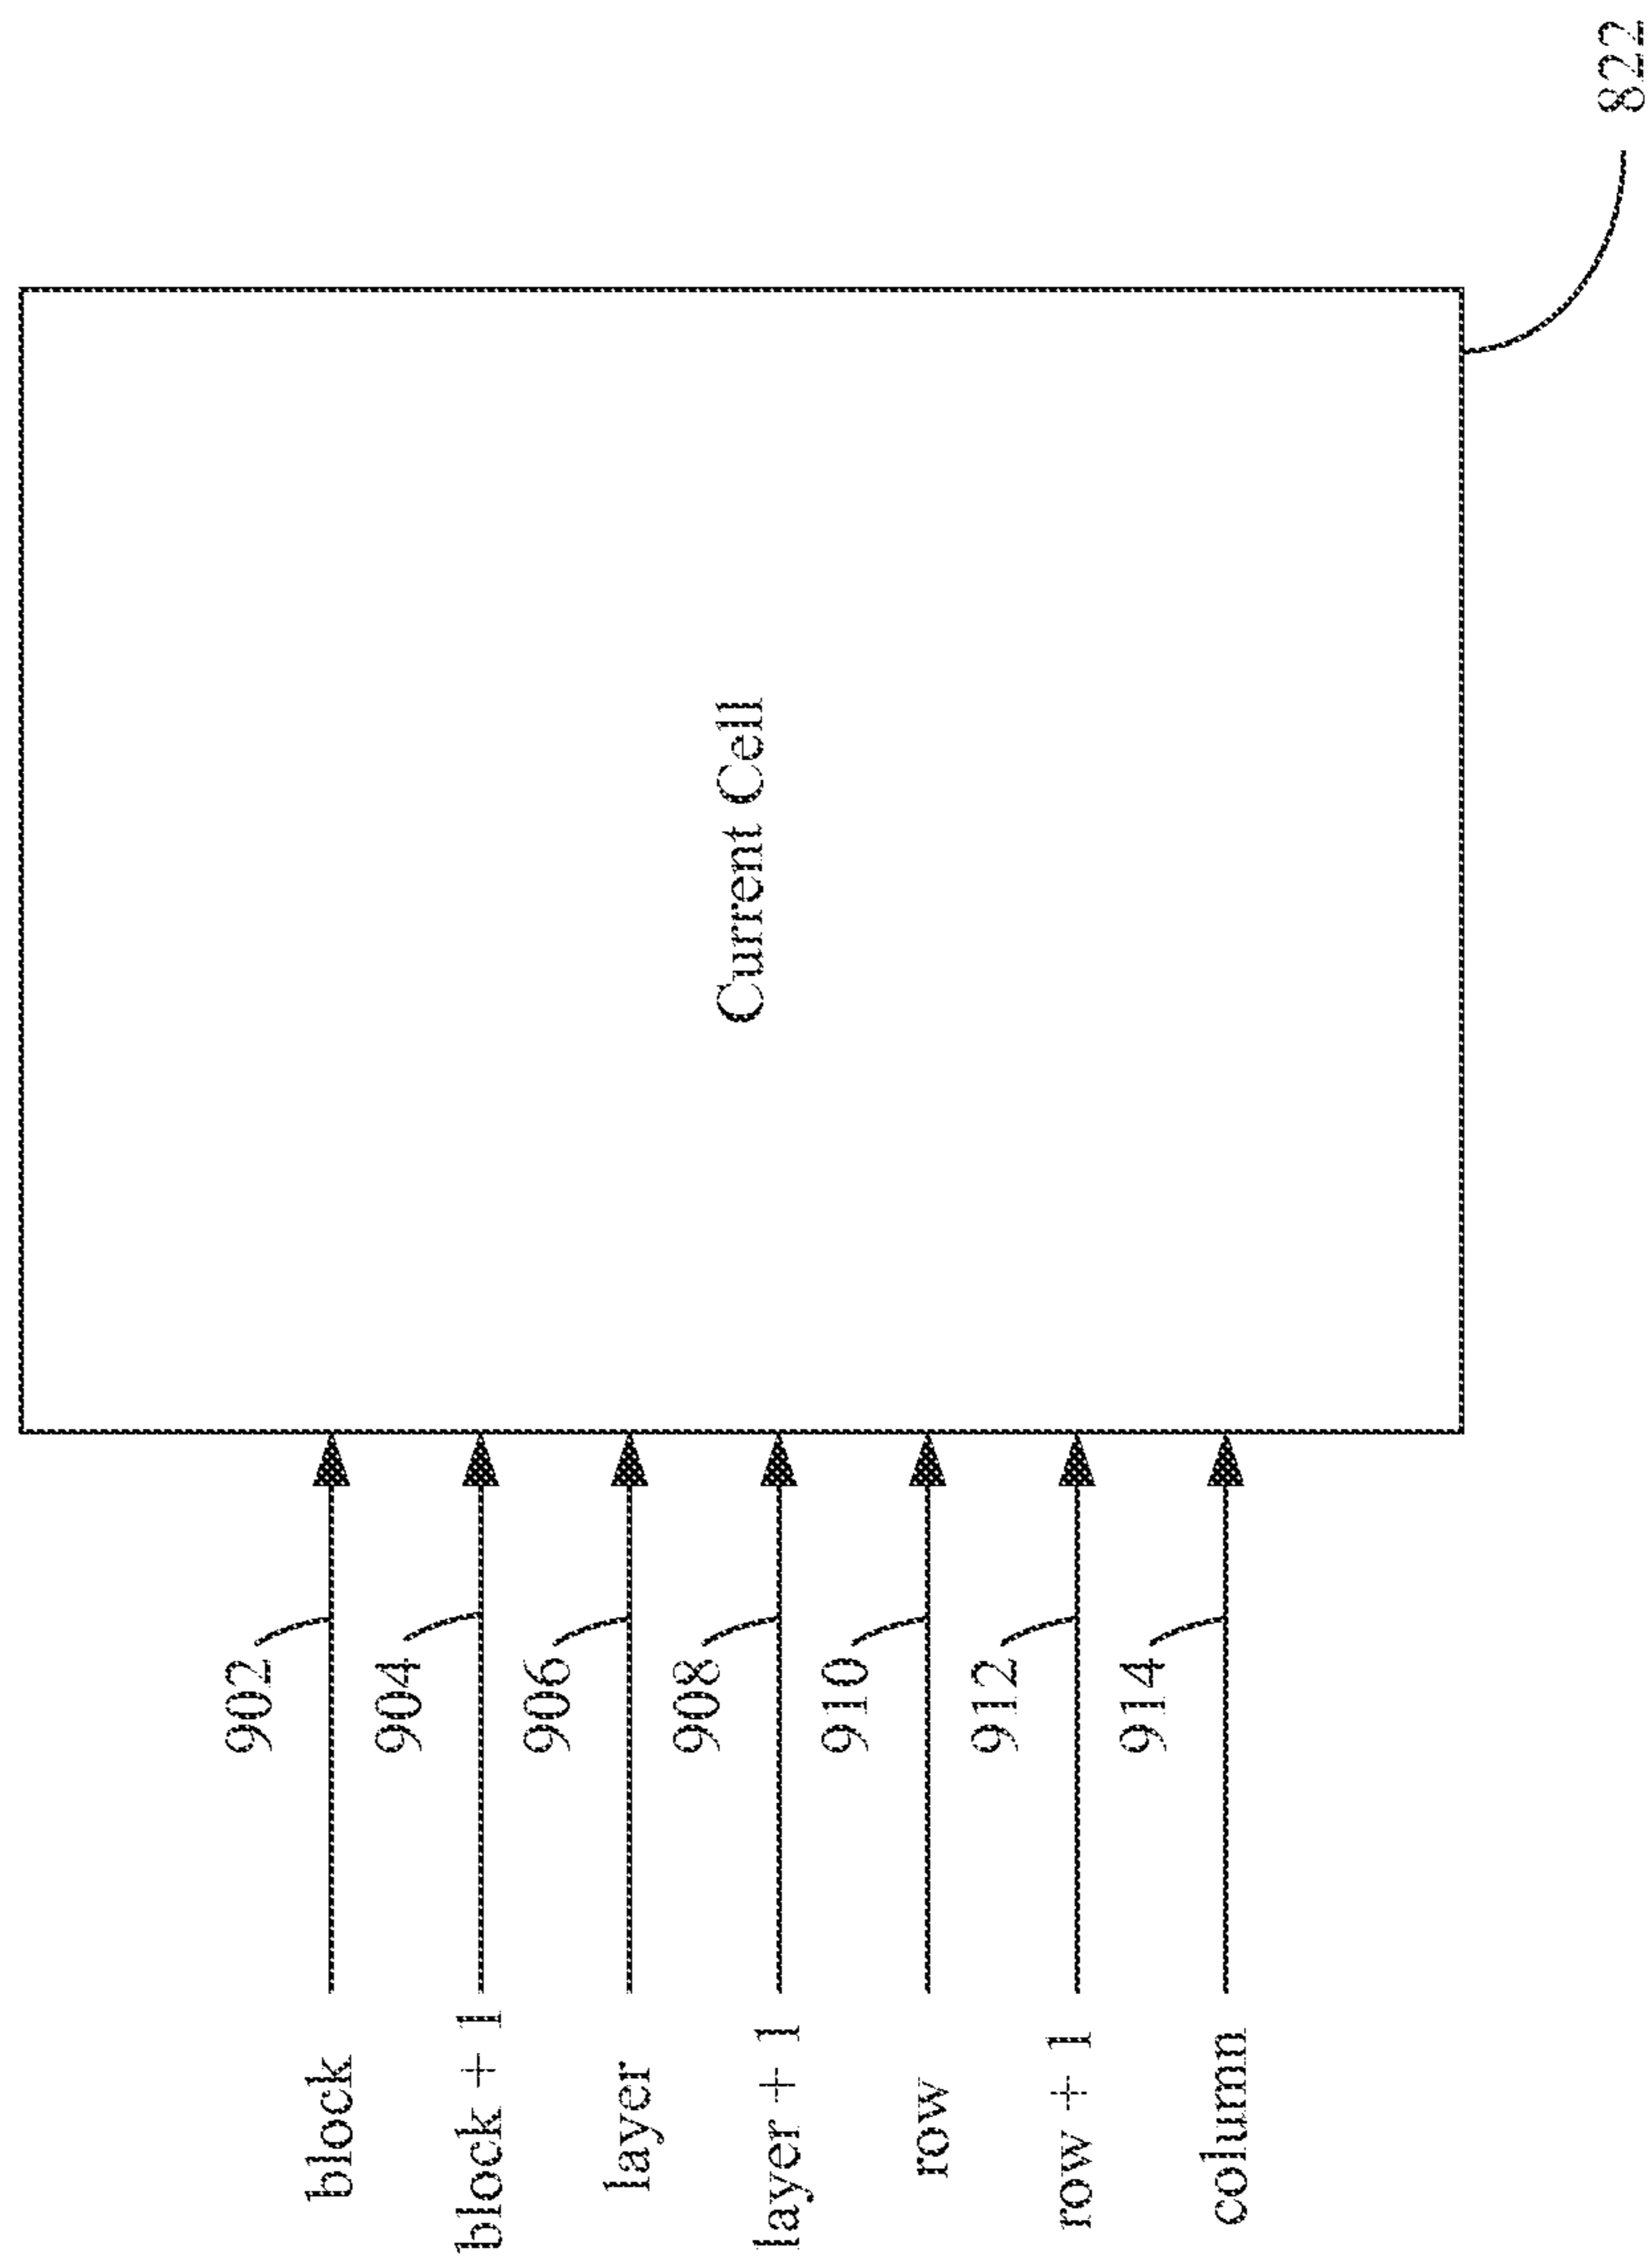 902
block
904
block + 1
906
layer
908
layer + 1
910
row
912
row + 1
914
column
Current Cell
822